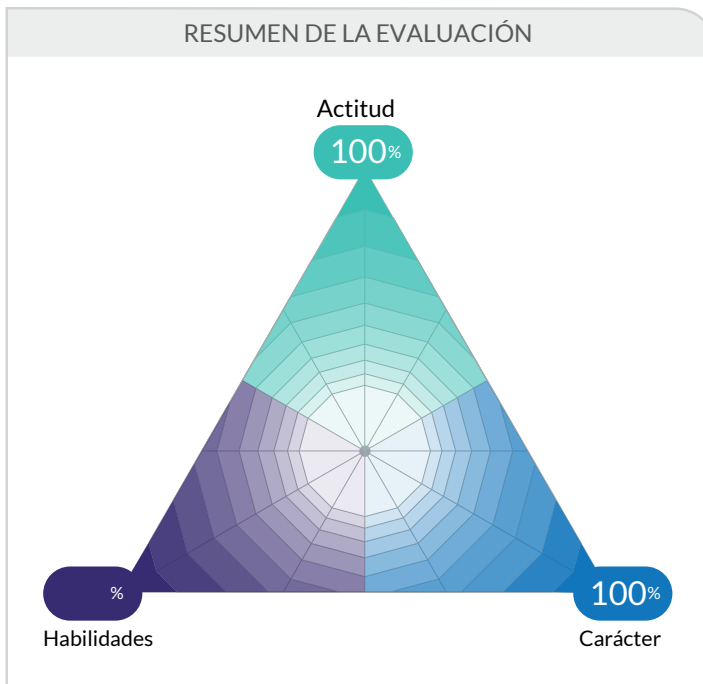 RESUMEN DE LA EVALUACIÓN
Actitud
100%
%
100%
Habilidades
Carácter